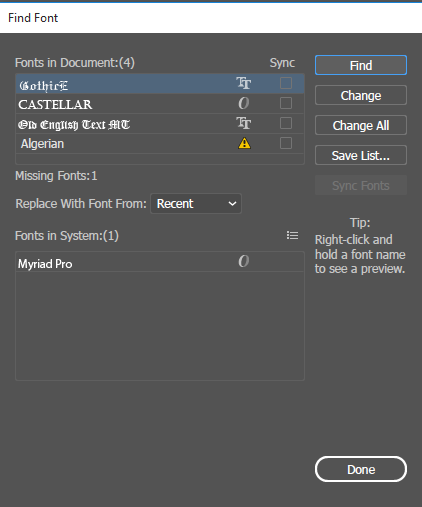 Find Font
Fonts in Document:(4) Sync
GothicE
CASTELLAR
Old English Text MT
Algerian
Missing Fonts:1
Replace With Font From: Recent
Fonts in System:(1)
Myriad Pro
Find
Change
Change All
Save List...
Sync Fonts
Tip:
Right-click and
hold a font name
to see a preview.
Done